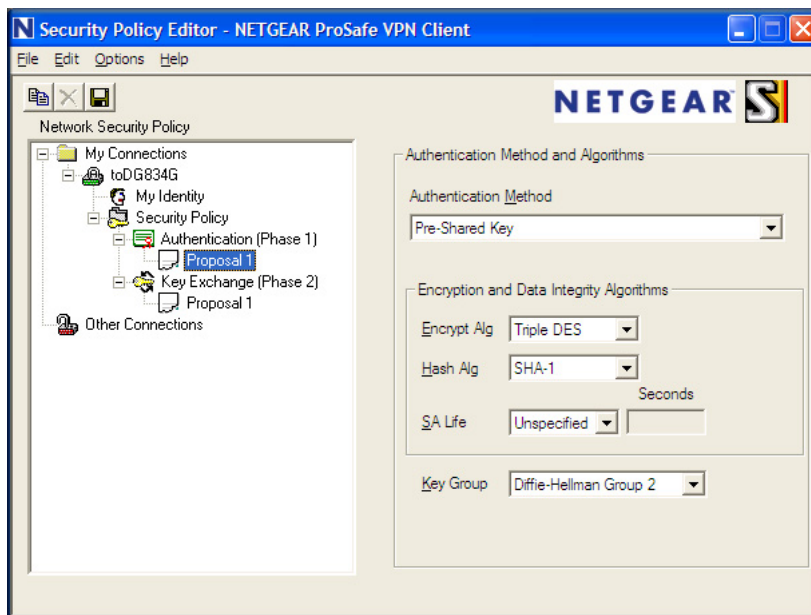 N Security Policy Editor - NETGEAR ProSafe VPN Client
File Edit Options Help
NETGEAR
Network Security Policy
My Connections
toDG834G
My Identity
Security Policy
Authentication (Phase 1)
Proposal 1
Key Exchange (Phase 2)
Proposal 1
Other Connections
Authentication Method and Algorithms
Authentication Method
Pre-Shared Key
Encryption and Data Integrity Algorithms
Encrypt Alg Triple DES
Hash Alg SHA-1
Seconds
SA Life Unspecified
Key Group Diffie-Hellman Group 2